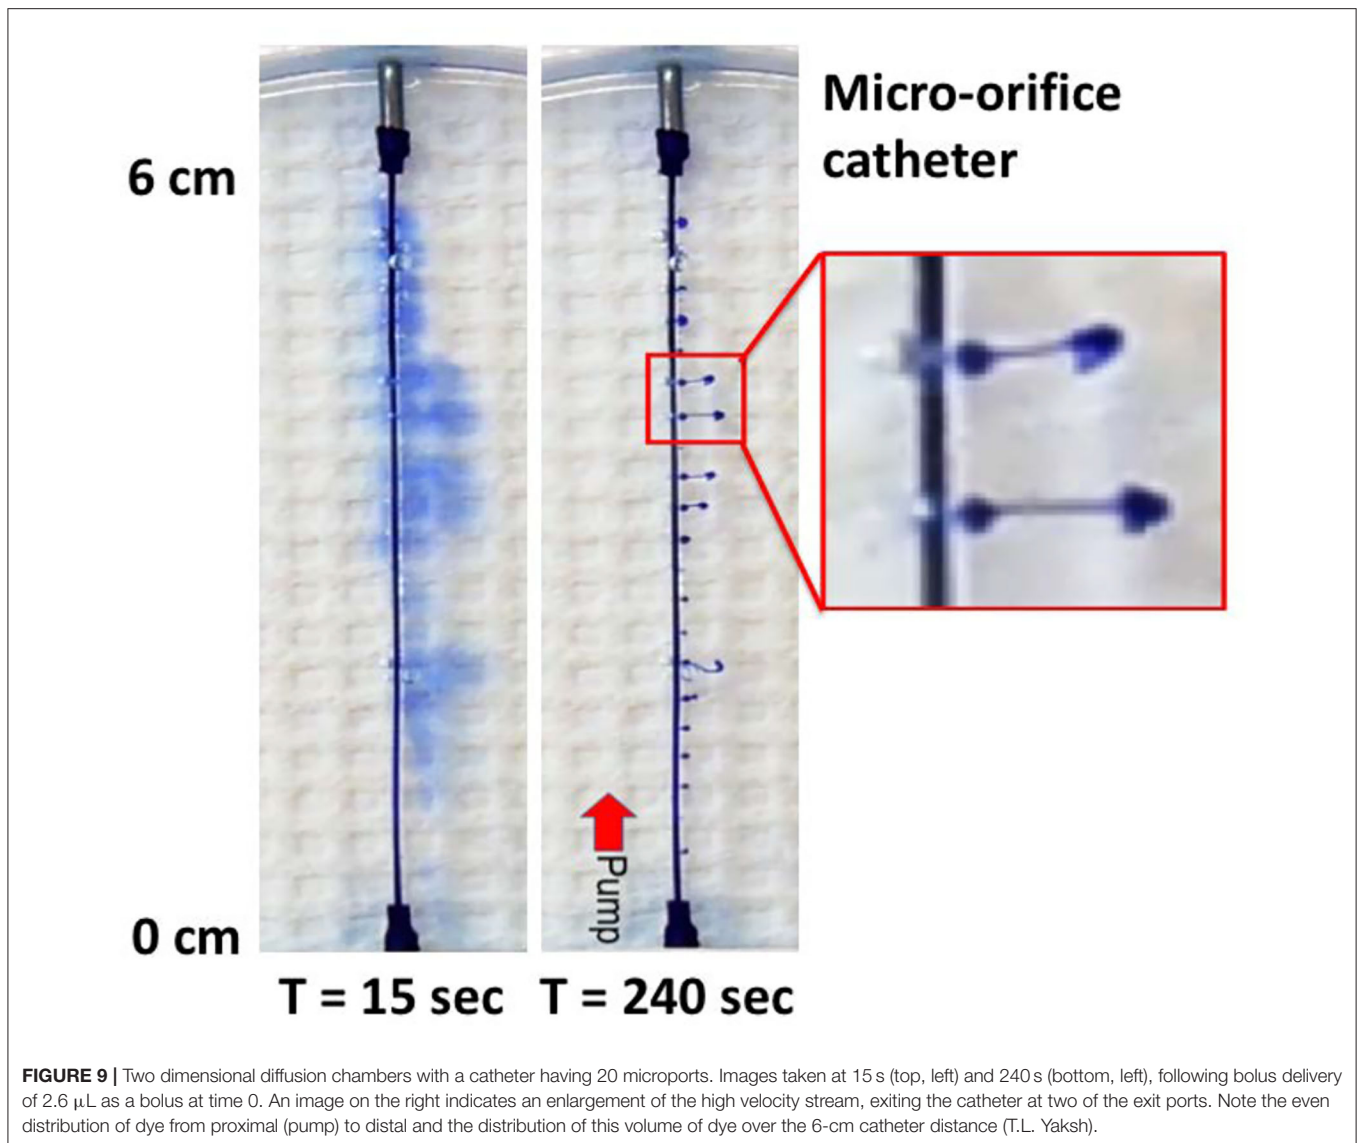 Micro-orifice
catheter
6 cm
Pump
0 cm
T = 15 sec T = 240 sec
FIGURE 9 | Two dimensional diffusion chambers with a catheter having 20 microports. Images taken at 15 s (top, left) and 240 s (bottom, left), following bolus delivery
of 2.6 μL as a bolus at time 0. An image on the right indicates an enlargement of the high velocity stream, exiting the catheter at two of the exit ports. Note the even
distribution of dye from proximal (pump) to distal and the distribution of this volume of dye over the 6-cm catheter distance (T.L. Yaksh).